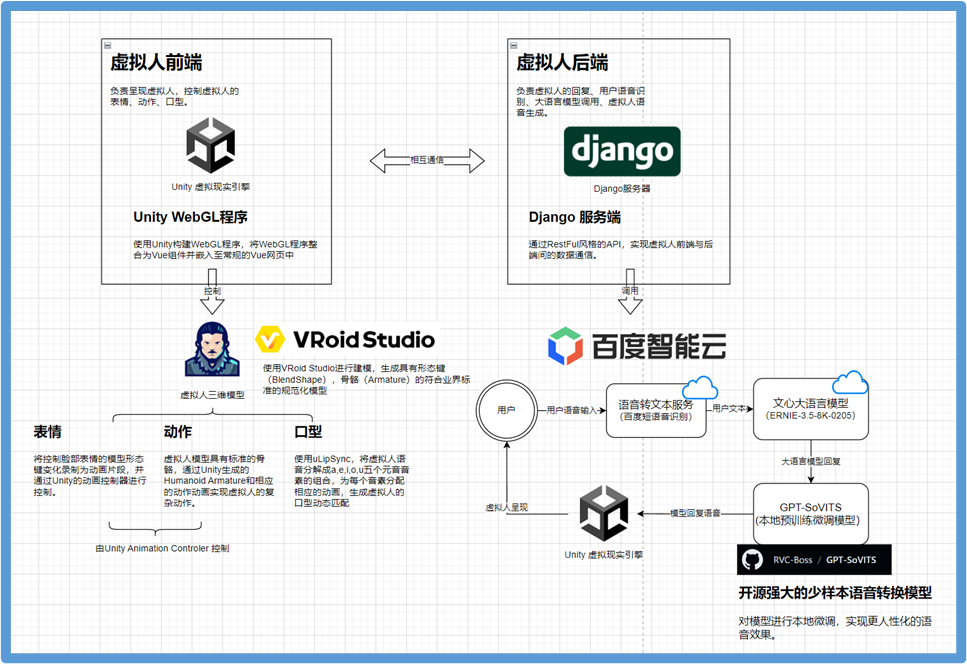 虚拟人前端
负责呈现虚拟人，控制虚拟人的
表情、动作、口型。
Unity 虚拟现实引擎
Unity WebGL程序
使用Unity构建WebGL程序，将WebGL程序整
合为Vue组件并嵌入至常规的Vue网页中
相互通信
虚拟人后端
负责虚拟人的回复、用户语音识
别、大语言模型调用、虚拟人语
音生成。
django
Django服务器
Django 服务端
通过RestFul风格的API，实现虚拟人前端与后
端间的数据通信。
控制
调用
虚拟人三维模型
VRoid Studio
使用VRoid Studio进行建模，生成具有形态键
（BlendShape），骨骼（Armature）的符合业界标
准的规范化模型
表情
将控制脸部表情的模型形态
键变化录制为动画片段，并
通过Unity的动画控制器进行
控制。
动作
虚拟人模型具有标准的骨
骼，通过Unity生成的
Humanoid Armature和相应
的动作动画实现虚拟人的复
杂动作。
口型
使用uLipSync，将虚拟人语
音分解成a,e,i,o,u五个元音音
素的组合，为每个音素分配
相应的动画，生成虚拟人的
口型动态匹配
由Unity Animation Controler 控制
百度智能云
用户
用户语音输入
语音转文本服务
（百度短语音识别）
用户文本
文心大语言模型
（ERNIE-3.5-8K-0205）
大语言模型回复
GPT-SoVITS
(本地预训练微调模型)
模型回复语音
Unity 虚拟现实引擎
虚拟人呈现
RVC-Boss / GPT-SoVITS
开源强大的少样本语音转换模型
对模型进行本地微调，实现更人性化的语
音效果。